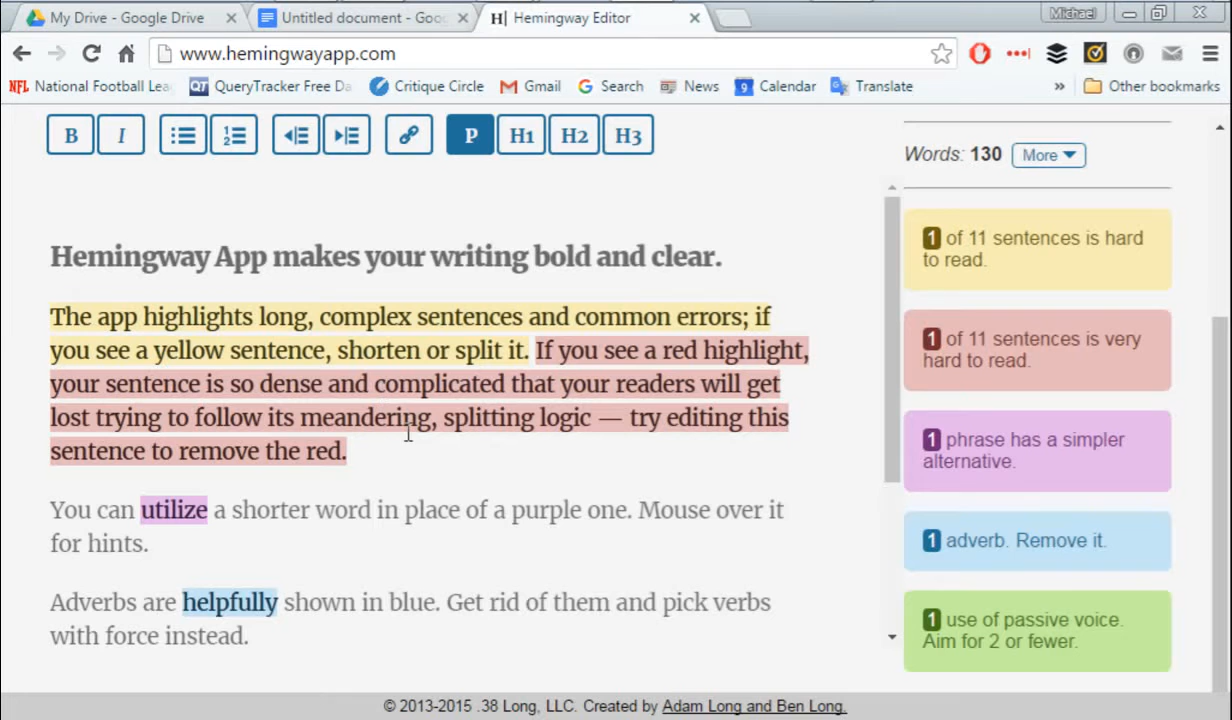 My Drive - Google Drive
Untitled document - Goo
H| Hemingway Editor
Michael
www.hemingwayapp.com
NFL National Football Lea
QT QueryTracker Free Da
Critique Circle
Gmail
Search
News
9 Calendar
Translate
» Other bookmarks
B I P H1 H2 H3
Words: 130 More
Hemingway App makes your writing bold and clear.
The app highlights long, complex sentences and common errors; if
you see a yellow sentence, shorten or split it. If you see a red highlight,
your sentence is so dense and complicated that your readers will get
lost trying to follow its meandering, splitting logic — try editing this
sentence to remove the red.
You can utilize a shorter word in place of a purple one. Mouse over it
for hints.
Adverbs are helpfully shown in blue. Get rid of them and pick verbs
with force instead.
1 of 11 sentences is hard
to read.
1 of 11 sentences is very
hard to read.
1 phrase has a simpler
alternative.
1 adverb. Remove it.
1 use of passive voice.
Aim for 2 or fewer.
© 2013-2015 .38 Long, LLC. Created by Adam Long and Ben Long.